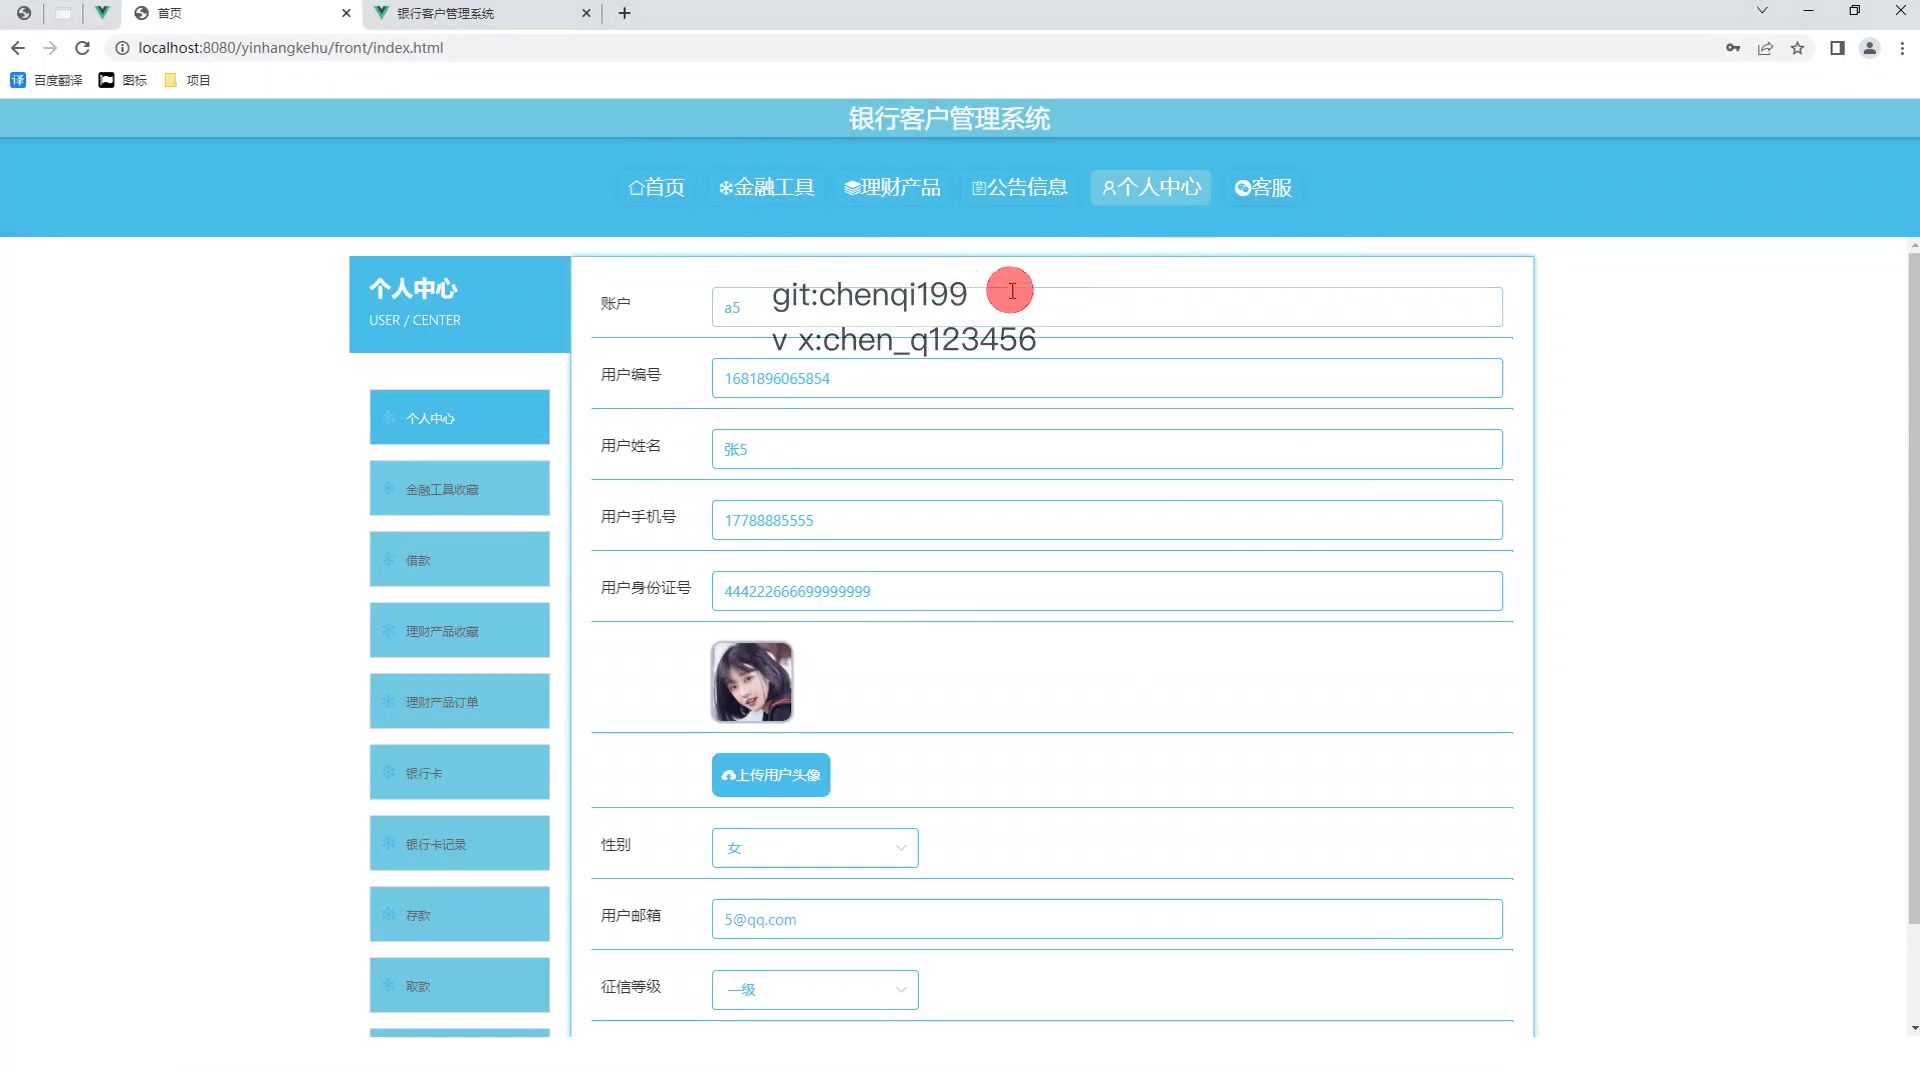 首页
银行客户管理系统
localhost:8080/yinhangkehu/front/index.html
百度翻译
图标
项目
银行客户管理系统
首页
金融工具
理财产品
公告信息
个人中心
客服
个人中心
USER / CENTER
个人中心
金融工具收藏
借款
理财产品收藏
理财产品订单
银行卡
银行卡记录
存款
取款
账户
a5
git:chenqi199
v x:chen_q123456
用户编号
1681896065854
用户姓名
张5
用户手机号
17788885555
用户身份证号
444222666699999999
上传用户头像
性别
女
用户邮箱
5@qq.com
征信等级
一级